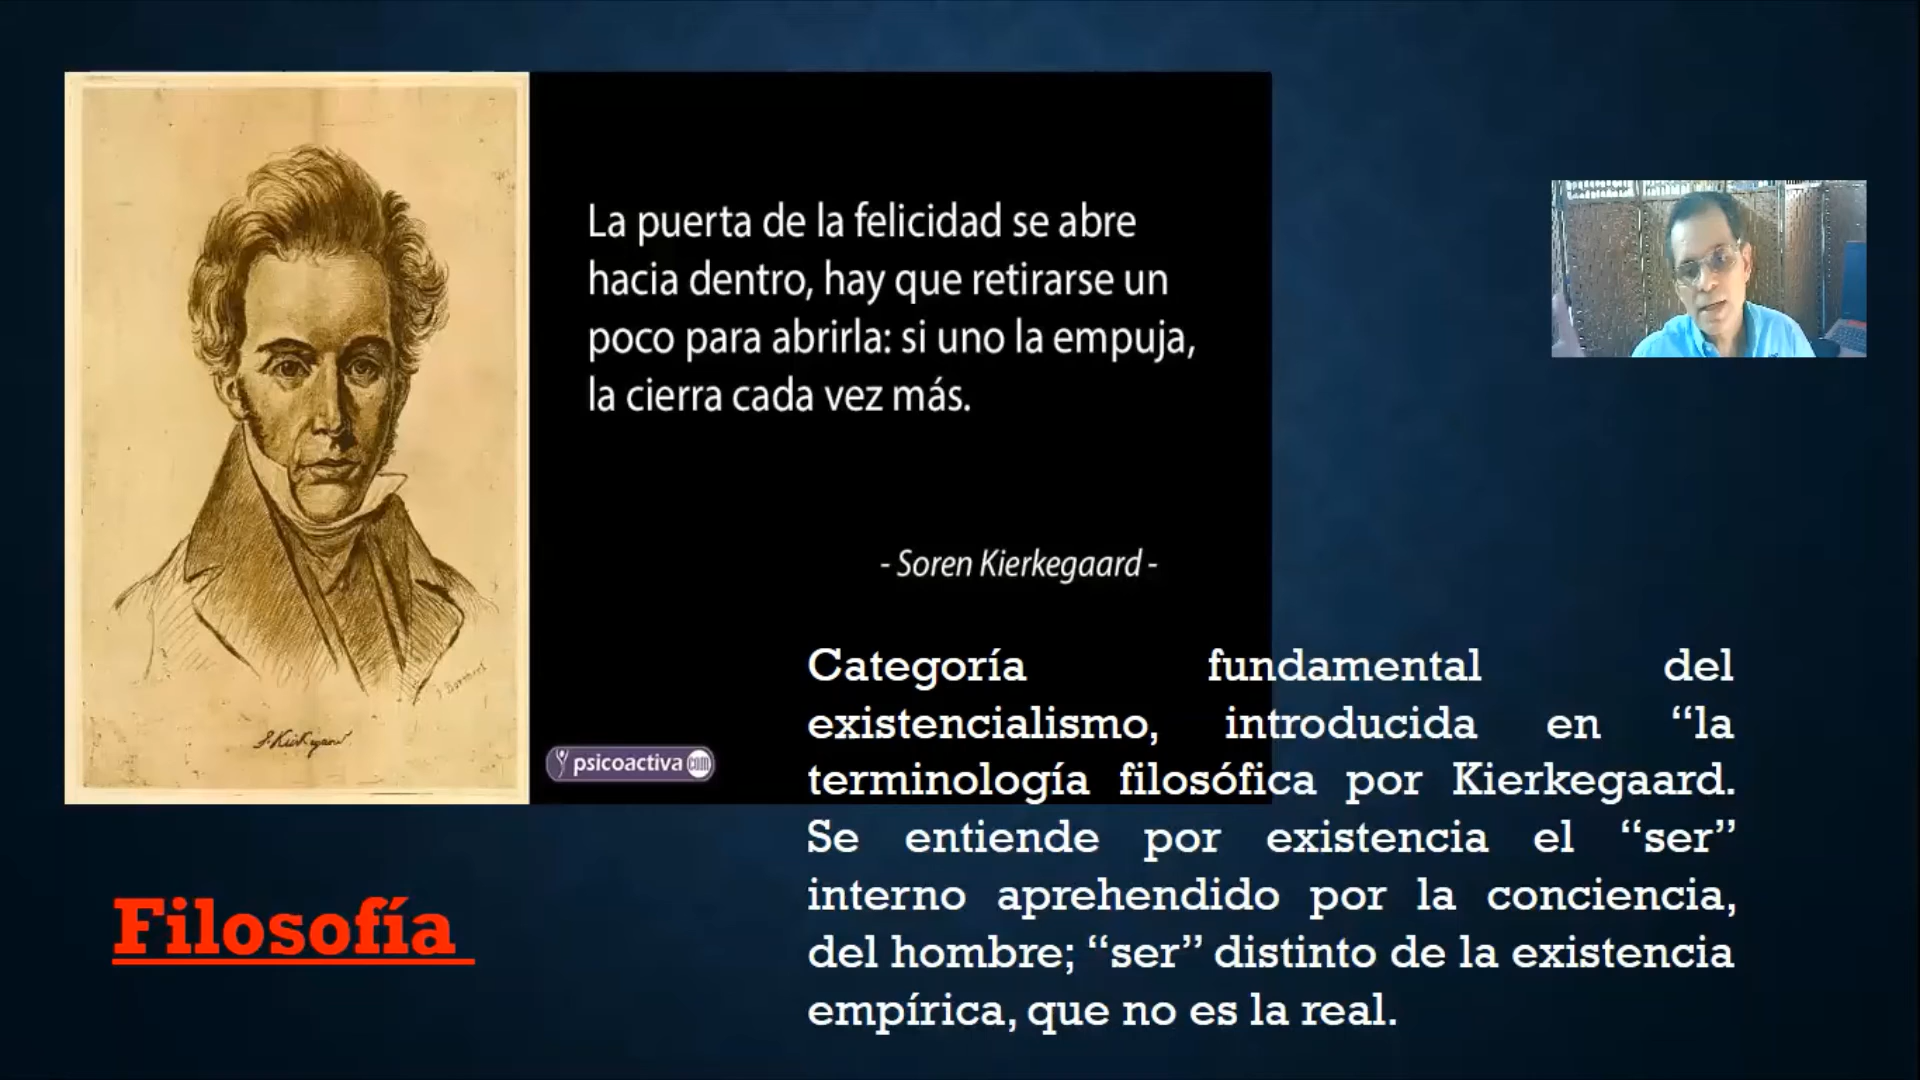 La puerta de la felicidad se abre
hacia dentro, hay que retirarse un
poco para abrirla: si uno la empuja,
la cierra cada vez más.
- Soren Kierkegaard -
psicoactiva com
Categoría fundamental del
existencialismo, introducida en “la
terminología filosófica por Kierkegaard.
Se entiende por existencia el “ser”
interno aprehendido por la conciencia,
del hombre; “ser” distinto de la existencia
empírica, que no es la real.
Filosofía